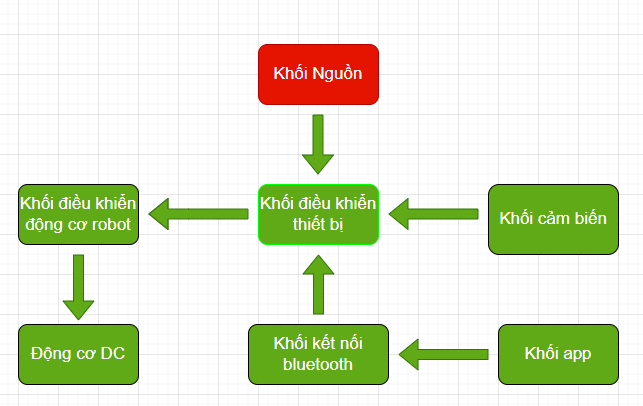 Khối Nguồn
Khối điều khiển
động cơ robot
Khối điều khiển
thiết bị
Khối cảm biến
Động cơ DC
Khối kết nối
bluetooth
Khối app